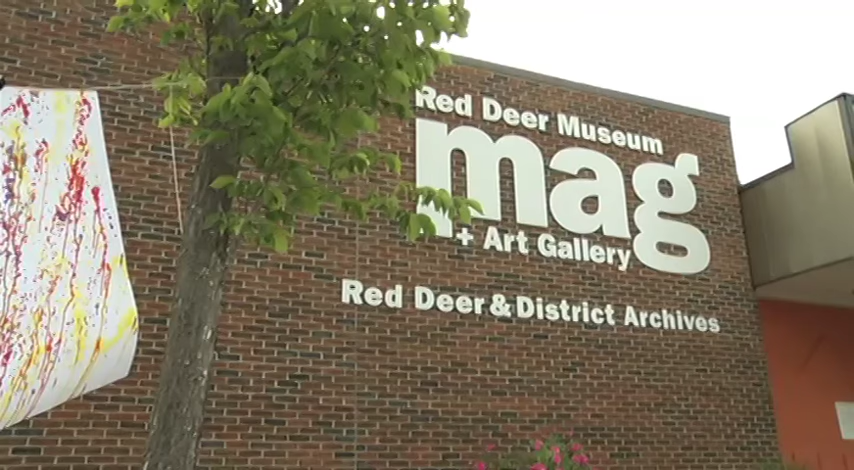 Red Deer Museum
mag
+ Art Gallery
Red Deer & District Archives